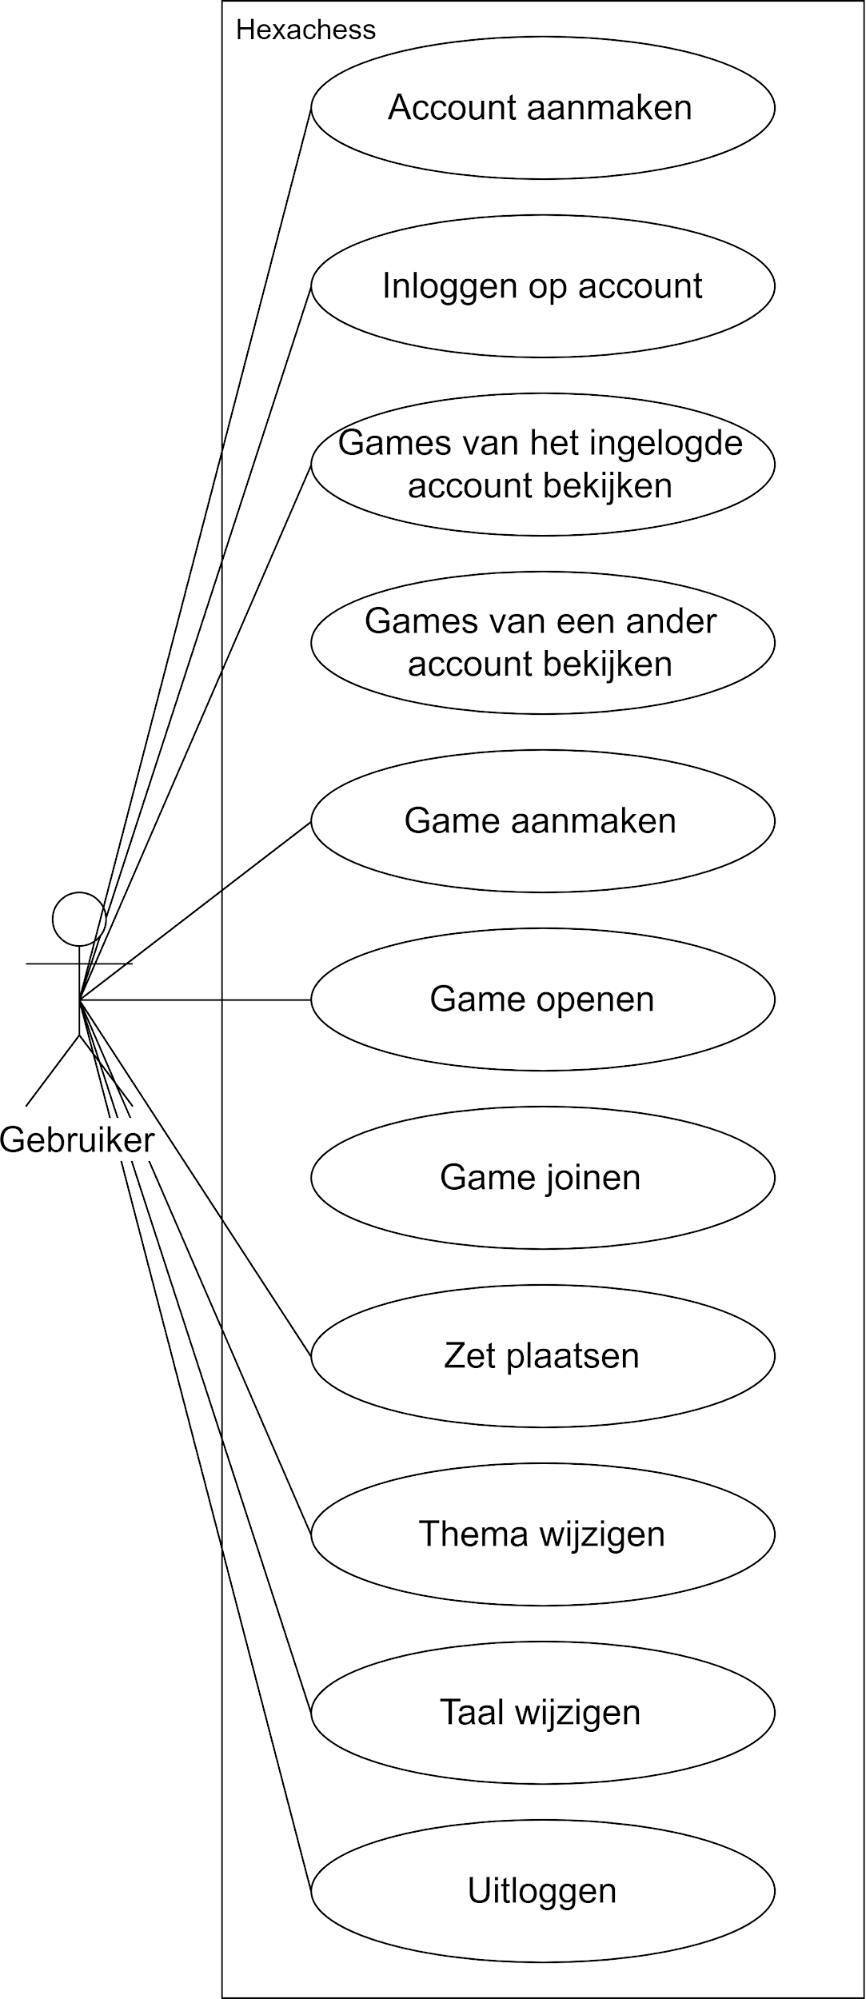 Hexachess
Account aanmaken
Inloggen op account
Games van het ingelogde
account bekijken
Games van een ander
account bekijken
Game aanmaken
Game openen
Gebruiker
Game joinen
Zet plaatsen
Thema wijzigen
Taal wijzigen
Uitloggen